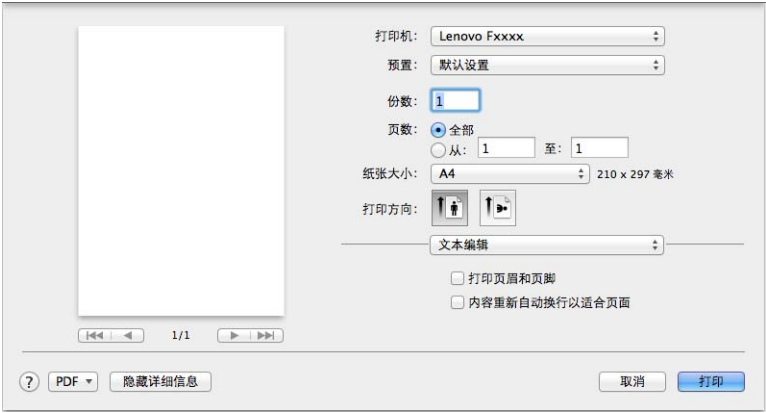 打印机: Lenovo Fxxxx
预置: 默认设置
份数: 1
页数: 全部
从: 1 至: 1
纸张大小: A4 210 x 297 毫米
打印方向:
文本编辑
打印页眉和页脚
内容重新自动换行以适合页面
1/1
? PDF 隐藏详细信息 取消 打印